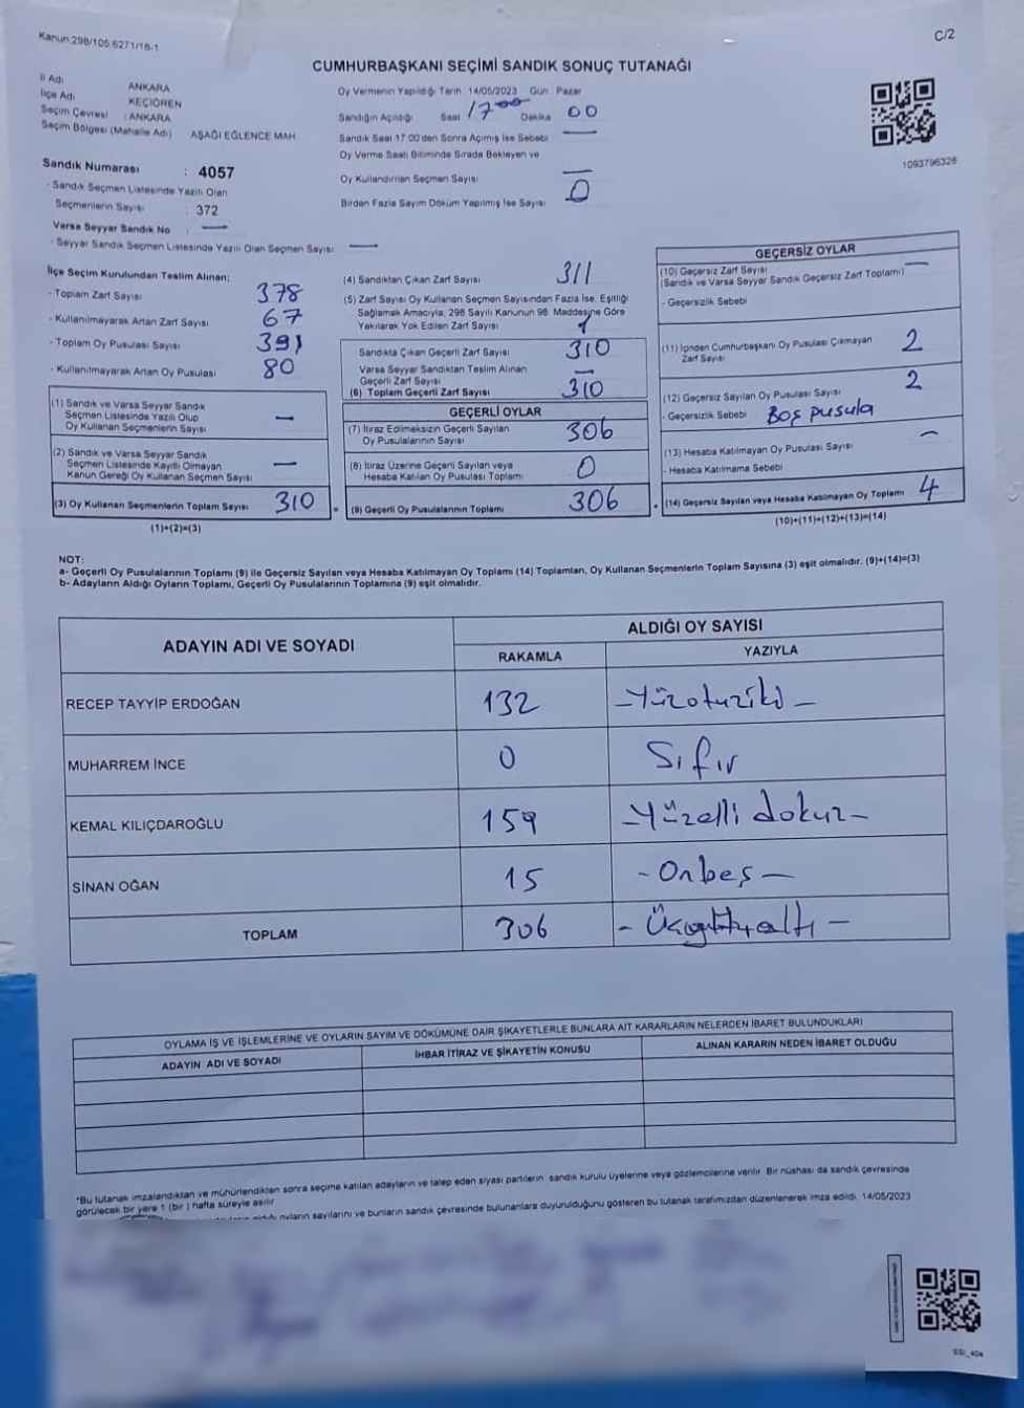 Kanun:298/105 6271/16-1
C/2
CUMHURBAŞKANI SEÇİMİ SANDIK SONUÇ TUTANAĞI
İl Adı ANKARA
İlçe Adı KEÇİÖREN
Seçim Çevresi : ANKARA
Seçim Bölgesi (Mahalle Adı) AŞAĞI EĞLENCE MAH.
Oy Vermenin Yapıldığı Tarih 14/05/2023 Gün Pazar
Sandığın Açıldığı Saat 17 00 Dakika 00
Sandık Saat 17.00'den Sonra Açılmış İse Sebebi —
Oy Verme Saati Bitiminde Sırada Bekleyen ve
Oy Kullandırılan Seçmen Sayısı —
Birden Fazla Sayım Döküm Yapılmış İse Sayısı 0
1093796326
Sandık Numarası : 4057
- Sandık Seçmen Listesinde Yazılı Olan
Seçmenlerin Sayısı : 372
Varsa Seyyar Sandık No : —
- Seyyar Sandık Seçmen Listesinde Yazılı Olan Seçmen Sayısı —
İlçe Seçim Kurulundan Teslim Alınan;
- Toplam Zarf Sayısı 378
- Kullanılmayarak Artan Zarf Sayısı 67
- Toplam Oy Pusulası Sayısı 391
- Kullanılmayarak Artan Oy Pusulası 80
(1) Sandık ve Varsa Seyyar Sandık
Seçmen Listesinde Yazılı Olup
Oy Kullanan Seçmenlerin Sayısı —
(2) Sandık ve Varsa Seyyar Sandık
Seçmen Listesinde Kayıtlı Olmayan
Kanun Gereği Oy Kullanan Seçmen Sayısı —
(3) Oy Kullanan Seçmenlerin Toplam Sayısı 310
(1)+(2)=(3)
(4) Sandıktan Çıkan Zarf Sayısı 311
(5) Zarf Sayısı Oy Kullanan Seçmen Sayısından Fazla İse, Eşitliği
Sağlamak Amacıyla, 298 Sayılı Kanunun 98. Maddesine Göre
Yakılarak Yok Edilen Zarf Sayısı 1
Sandıkta Çıkan Geçerli Zarf Sayısı 310
Varsa Seyyar Sandıktan Teslim Alınan
Geçerli Zarf Sayısı —
(6) Toplam Geçerli Zarf Sayısı 310
GEÇERLİ OYLAR
(7) İtiraz Edilmeksizin Geçerli Sayılan
Oy Pusulalarının Sayısı 306
(8) İtiraz Üzerine Geçerli Sayılan veya
Hesaba Katılan Oy Pusulası Toplamı 0
(9) Geçerli Oy Pusulalarının Toplamı 306
GEÇERSİZ OYLAR
(10) Geçersiz Zarf Sayısı —
(Sandık ve Varsa Seyyar Sandık Geçersiz Zarf Toplamı)
- Geçersizlik Sebebi
(11) İçinden Cumhurbaşkanı Oy Pusulası Çıkmayan
Zarf Sayısı 2
(12) Geçersiz Sayılan Oy Pusulası Sayısı 2
- Geçersizlik Sebebi Boş pusula
(13) Hesaba Katılmayan Oy Pusulası Sayısı —
- Hesaba Katılmama Sebebi
(14) Geçersiz Sayılan veya Hesaba Katılmayan Oy Toplamı 4
(10)+(11)+(12)+(13)=(14)
NOT:
a- Geçerli Oy Pusulalarının Toplamı (9) ile Geçersiz Sayılan veya Hesaba Katılmayan Oy Toplamı (14) Toplamları, Oy Kullanan Seçmenlerin Toplam Sayısına (3) eşit olmalıdır. (9)+(14)=(3)
b- Adayların Aldığı Oyların Toplamı, Geçerli Oy Pusulalarının Toplamına (9) eşit olmalıdır.
ADAYIN ADI VE SOYADI
ALDIĞI OY SAYISI
RAKAMLA YAZIYLA
RECEP TAYYİP ERDOĞAN 132 -Yüzotuziki-
MUHARREM İNCE 0 Sıfır
KEMAL KILIÇDAROĞLU 159 -Yüzelli dokuz-
SİNAN OĞAN 15 -Onbeş-
TOPLAM 306
OYLAMA İŞ VE İŞLEMLERİNE VE OYLARIN SAYIM VE DÖKÜMÜNE DAİR ŞİKAYETLERLE BUNLARA AİT KARARLARIN NELERDEN İBARET BULUNDUKLARI
ADAYIN ADI VE SOYADI İHBAR İTİRAZ VE ŞİKAYETİN KONUSU ALINAN KARARIN NEDEN İBARET OLDUĞU
*Bu tutanak imzalandıktan ve mühürlendikten sonra seçime katılan adayların ve talep eden siyasi partilerin sandık kurulu üyelerine veya gözlemcilerine verilir. Bir nüshası da sandık çevresinde
görülecek bir yere 1 (bir) hafta süreyle asılır
oyların sayılarını ve bunların sandık çevresinde bulunanlara duyurulduğunu gösteren bu tutanak tarafımızdan düzenlenerek imza edildi. 14/05/2023